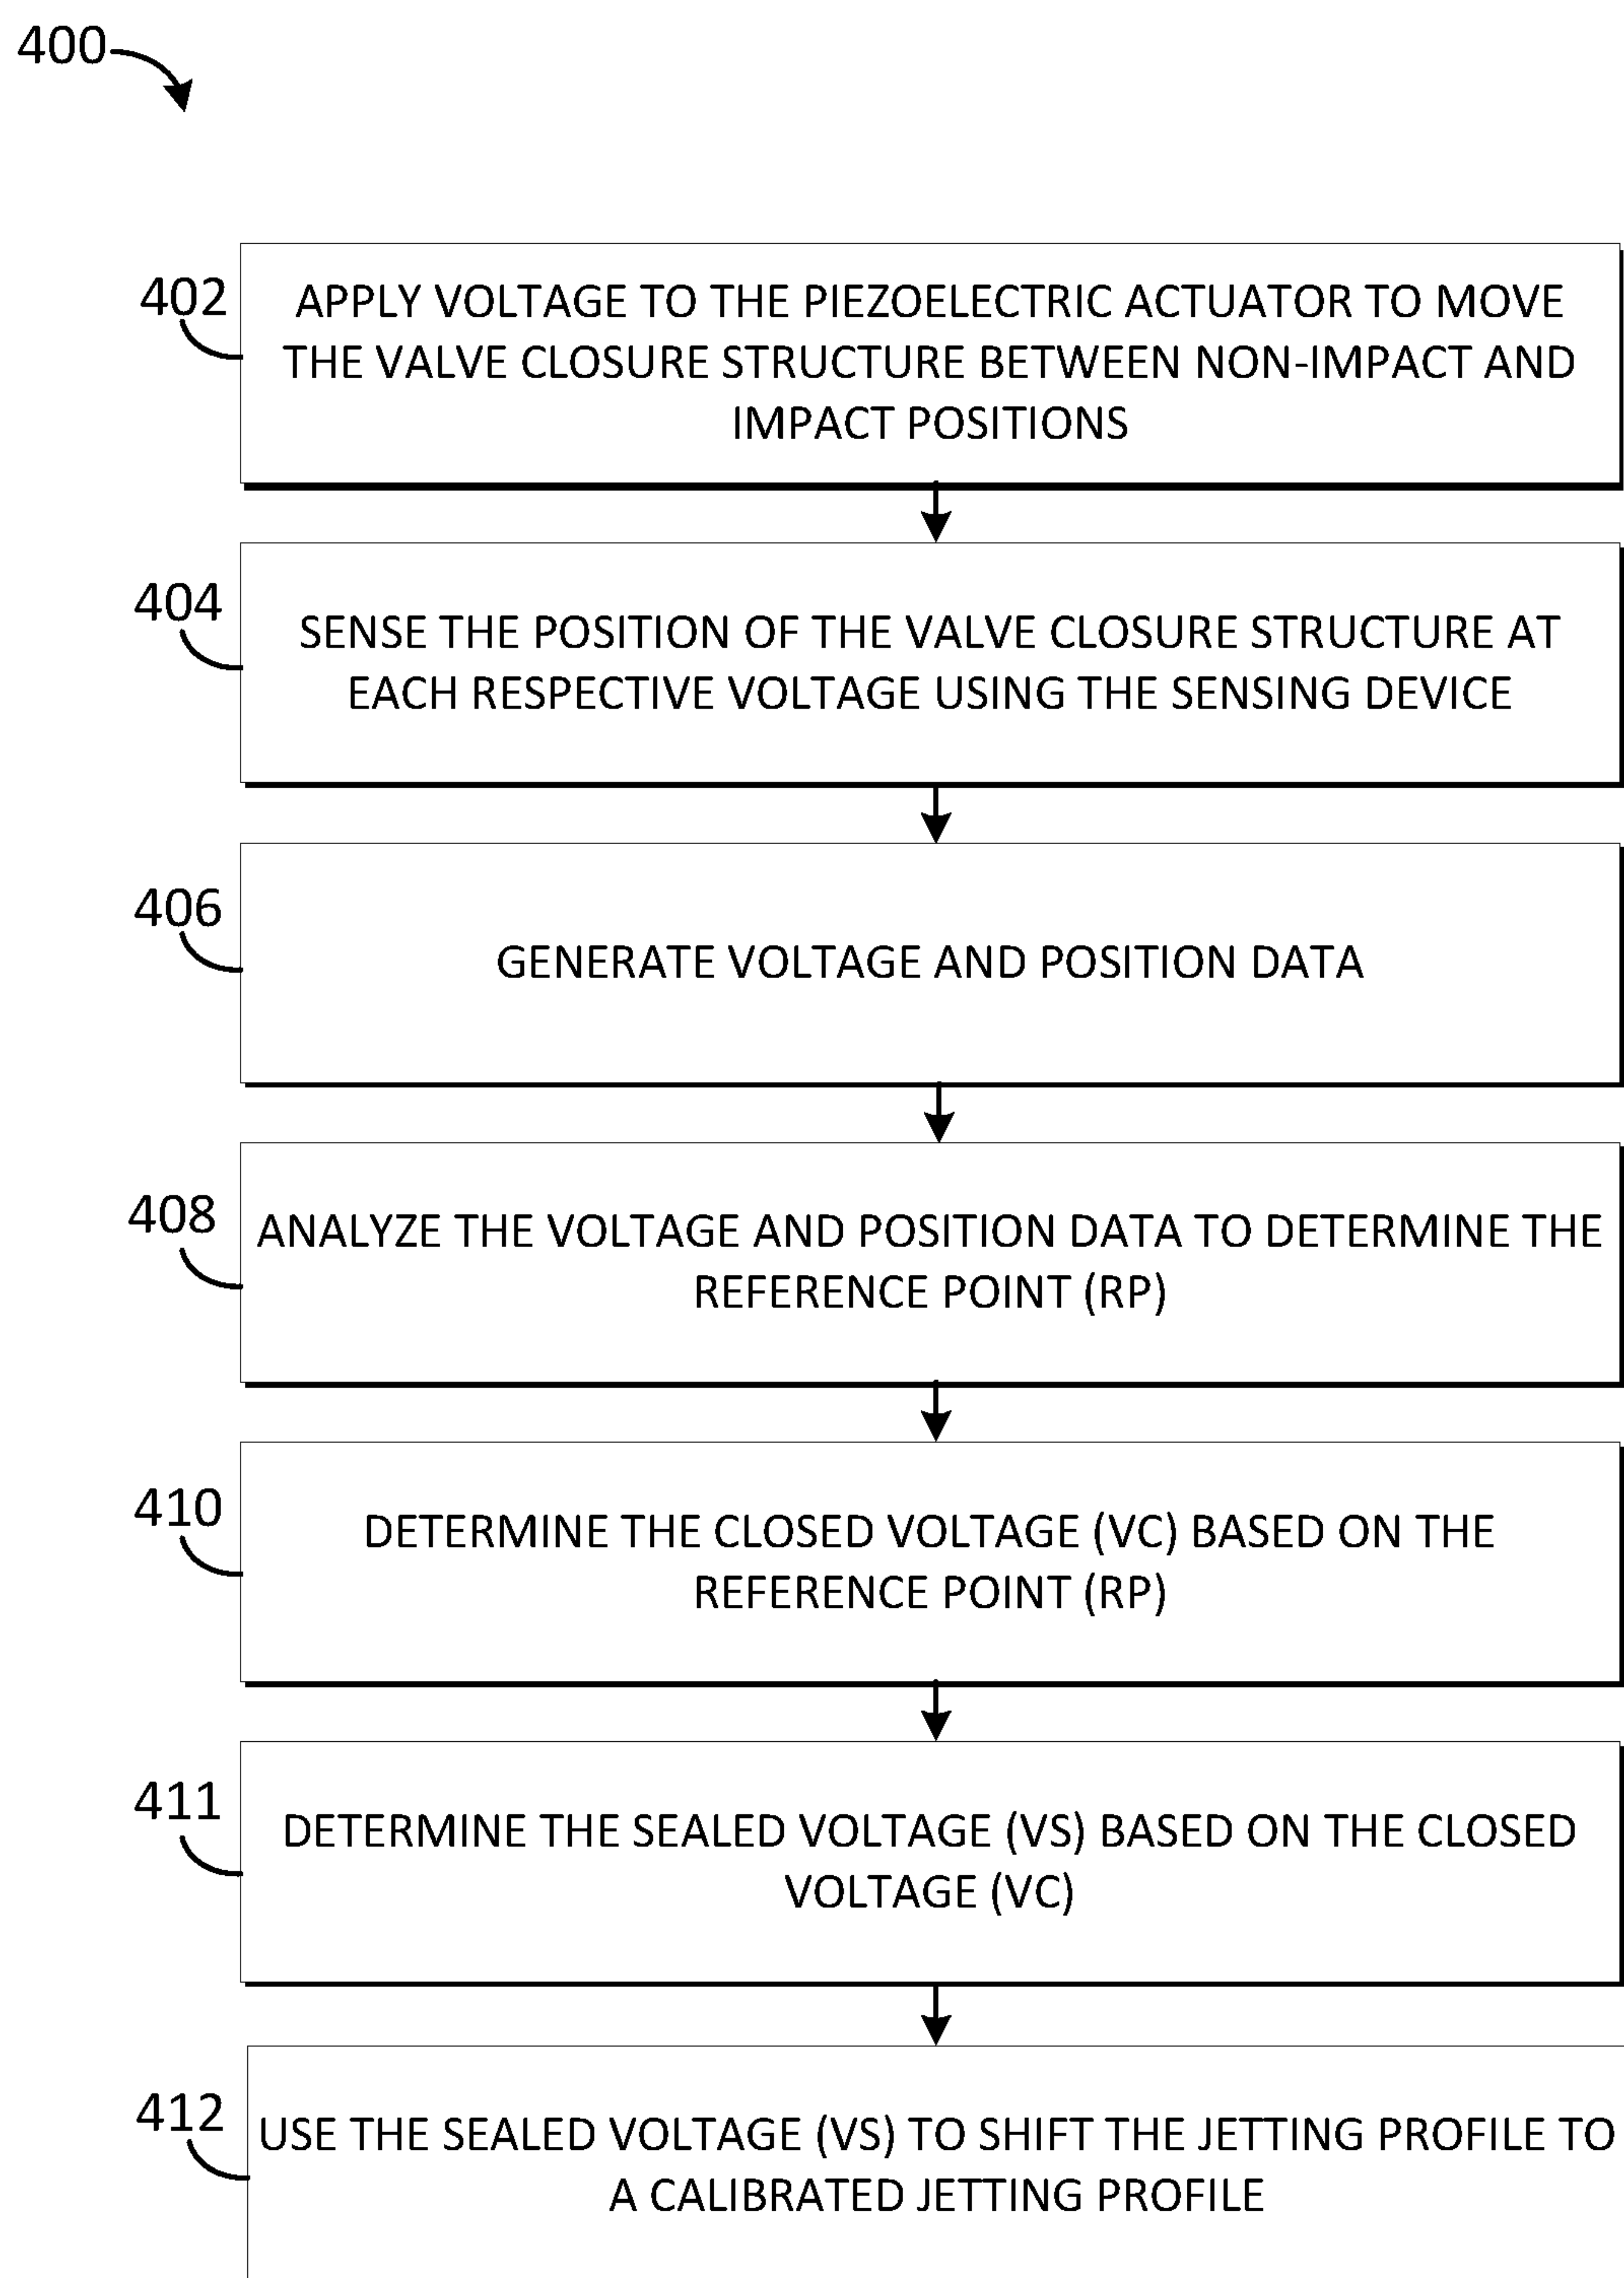 400
402
APPLY VOLTAGE TO THE PIEZOELECTRIC ACTUATOR TO MOVE
THE VALVE CLOSURE STRUCTURE BETWEEN NON-IMPACT AND
IMPACT POSITIONS
404
SENSE THE POSITION OF THE VALVE CLOSURE STRUCTURE AT
EACH RESPECTIVE VOLTAGE USING THE SENSING DEVICE
406
GENERATE VOLTAGE AND POSITION DATA
408
ANALYZE THE VOLTAGE AND POSITION DATA TO DETERMINE THE
REFERENCE POINT (RP)
410
DETERMINE THE CLOSED VOLTAGE (VC) BASED ON THE
REFERENCE POINT (RP)
411
DETERMINE THE SEALED VOLTAGE (VS) BASED ON THE CLOSED
VOLTAGE (VC)
412
USE THE SEALED VOLTAGE (VS) TO SHIFT THE JETTING PROFILE TO
A CALIBRATED JETTING PROFILE